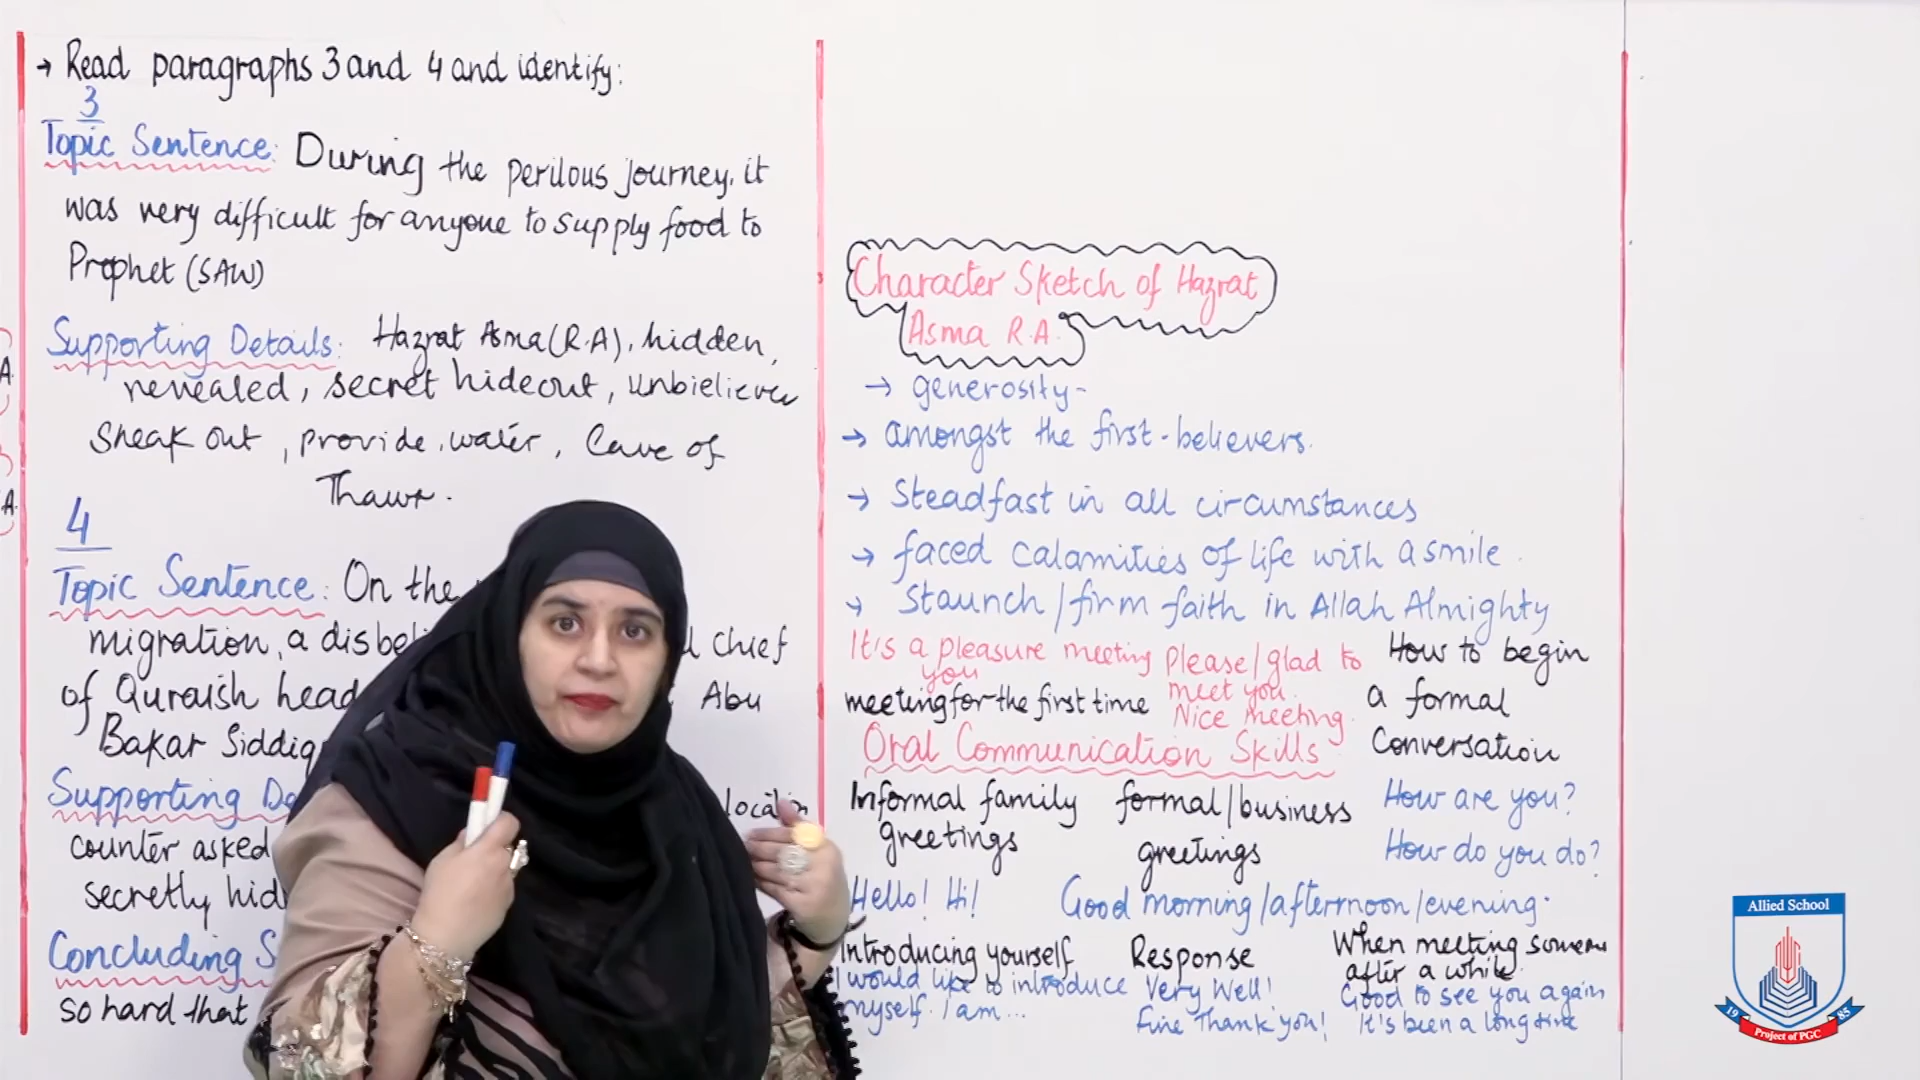 → Read paragraphs 3 and 4 and identify:
3
Topic Sentence: During the perilous journey, it
was very difficult for anyone to supply food to
Prophet (SAW)
Supporting Details: Hazrat Asma (R.A), hidden,
revealed, secret hideout, unbieliever
Sneak out, provide, water, Cave of
Thawr.
4
Topic Sentence: On the
migration, a chief
of Quraish Abu
Bakar
Supporting location
counter asked
secretly
Concluding
so hard that
Character Sketch of Hazrat
Asma R.A.
→ generosity-
→ amongst the first-believers.
→ Steadfast in all circumstances
→ faced calamities of life with a smile.
→ Staunch/firm faith in Allah Almighty
It's a pleasure meeting
you
meeting for the first time
Please/glad to
meet you.
Nice meeting.
How to begin
a formal
Conversation
Oral Communication Skills
Informal family
greetings
formal/business
greetings
How are you?
How do you do?
Hello! Hi!
Good morning/afternoon/evening.
Introducing yourself
I would like to introduce
myself. I am...
Response
Very Well!
Fine Thank you!
When meeting someone
after a while.
Good to see you again
It's been a long time
A
A
Allied School
19 85
Project of PGC